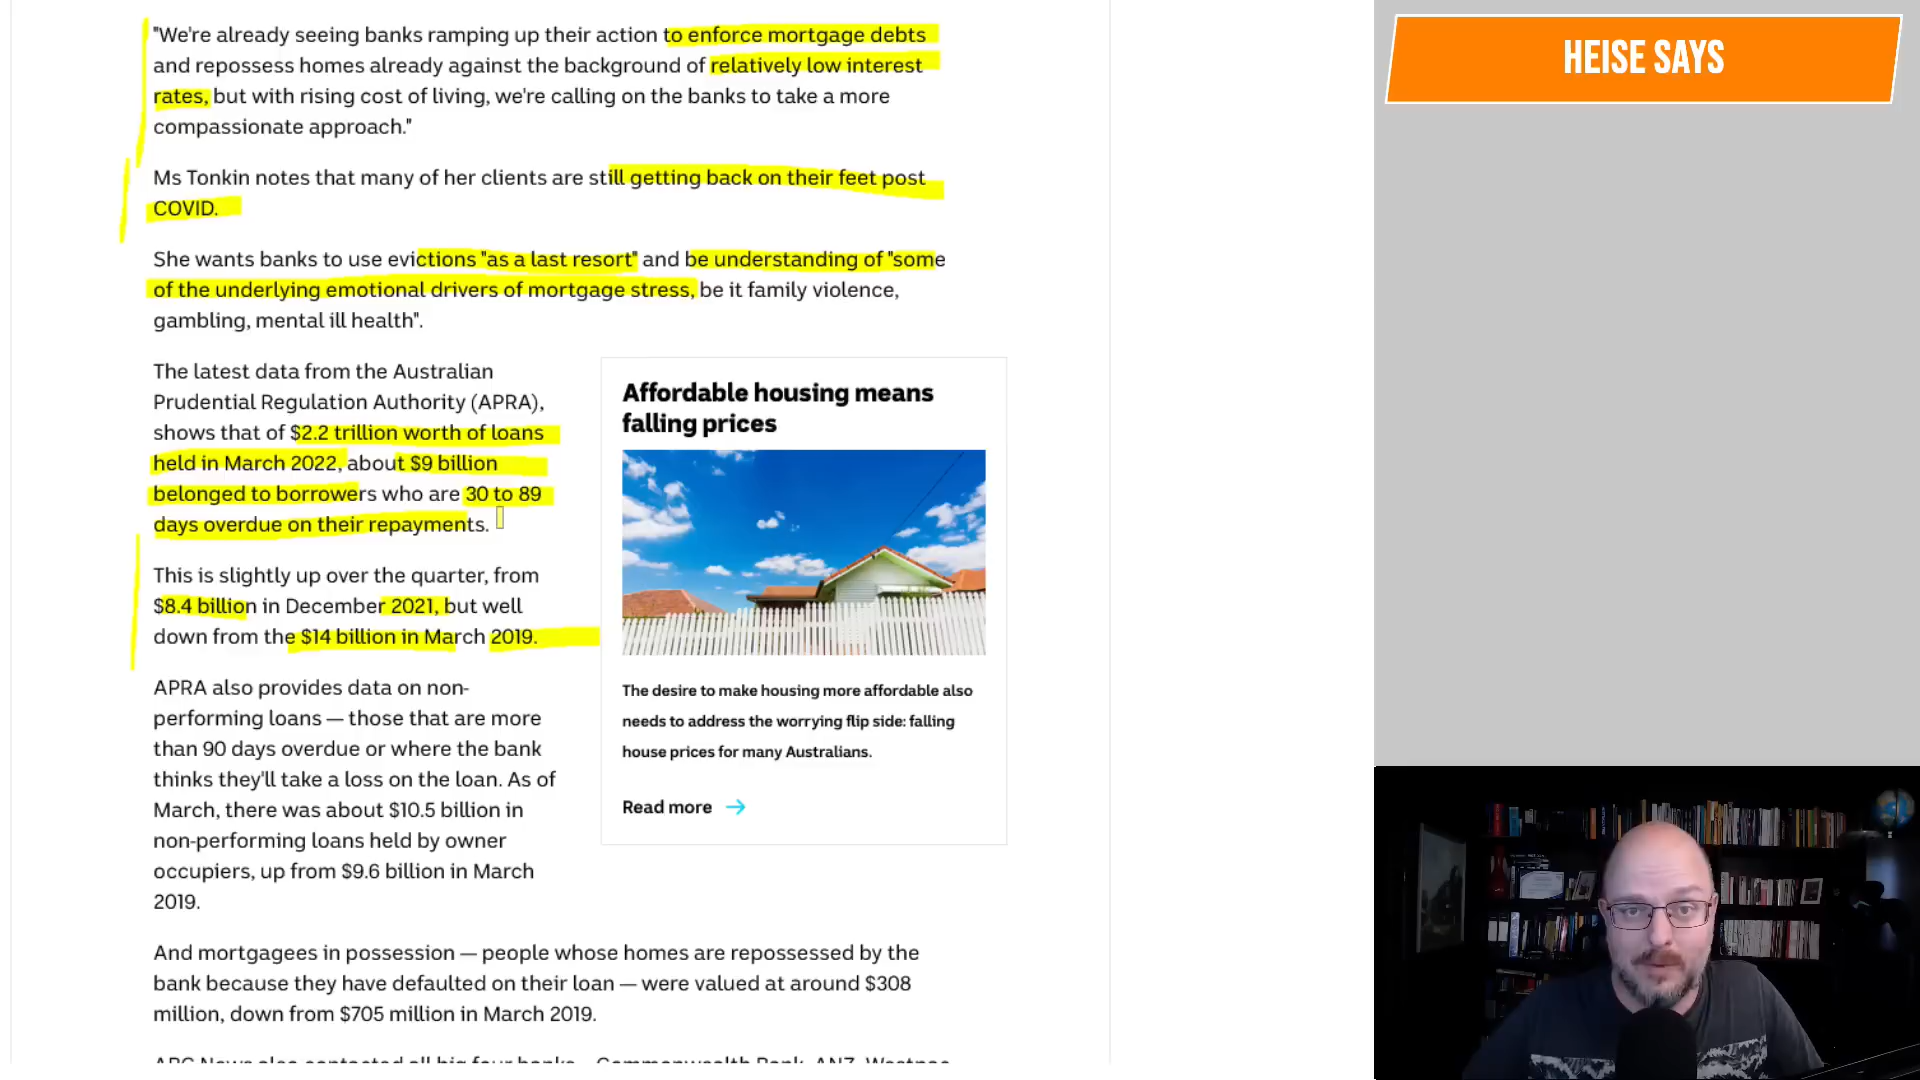 "We're already seeing banks ramping up their action to enforce mortgage debts
and repossess homes already against the background of relatively low interest
rates, but with rising cost of living, we're calling on the banks to take a more
compassionate approach."
Ms Tonkin notes that many of her clients are still getting back on their feet post
COVID.
She wants banks to use evictions "as a last resort" and be understanding of "some
of the underlying emotional drivers of mortgage stress, be it family violence,
gambling, mental ill health".
The latest data from the Australian
Prudential Regulation Authority (APRA),
shows that of $2.2 trillion worth of loans
held in March 2022, about $9 billion
belonged to borrowers who are 30 to 89
days overdue on their repayments.
This is slightly up over the quarter, from
$8.4 billion in December 2021, but well
down from the $14 billion in March 2019.
APRA also provides data on non-
performing loans — those that are more
than 90 days overdue or where the bank
thinks they'll take a loss on the loan. As of
March, there was about $10.5 billion in
non-performing loans held by owner
occupiers, up from $9.6 billion in March
2019.
Affordable housing means
falling prices
The desire to make housing more affordable also
needs to address the worrying flip side: falling
house prices for many Australians.
Read more
And mortgagees in possession — people whose homes are repossessed by the
bank because they have defaulted on their loan — were valued at around $308
million, down from $705 million in March 2019.
ABC News also contacted all big four banks – Commonwealth Bank, ANZ, Westpac
HEISE SAYS